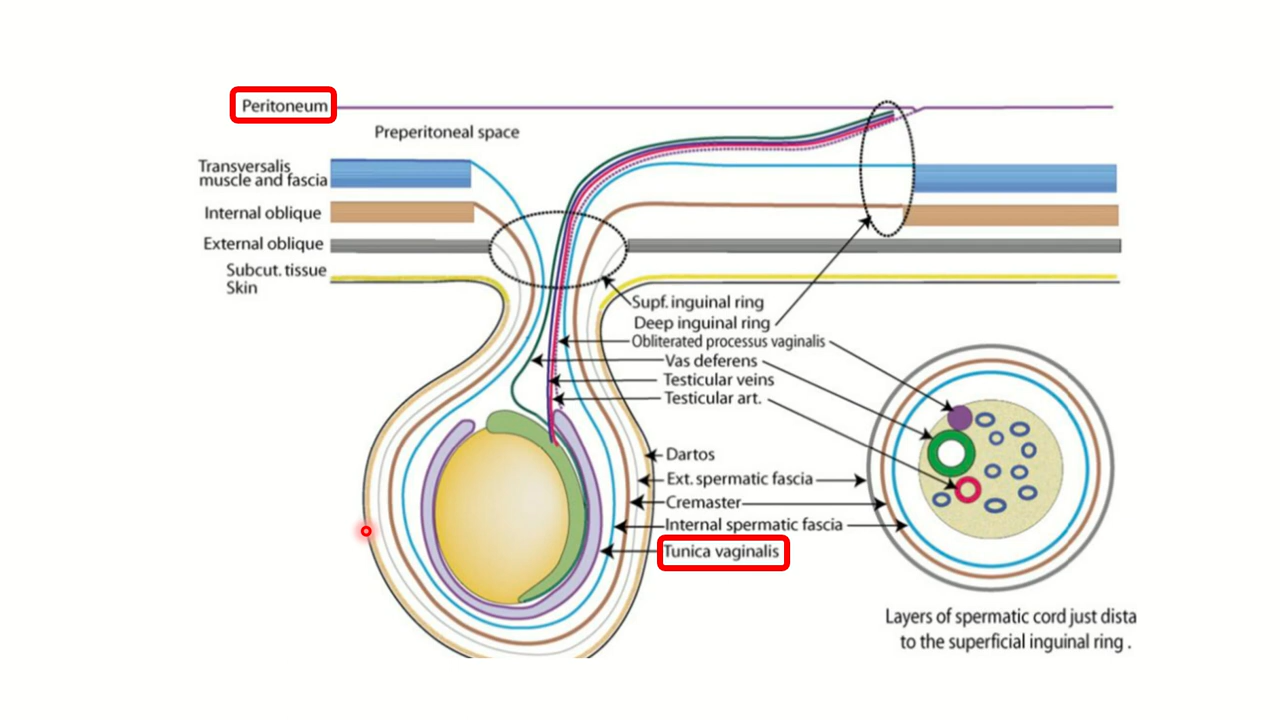 Peritoneum
Preperitoneal space
Transversalis
muscle and fascia
Internal oblique
External oblique
Subcut. tissue
Skin
Supf. inguinal ring
Deep inguinal ring
Obliterated processus vaginalis
Vas deferens
Testicular veins
Testicular art.
Dartos
Ext. spermatic fascia
Cremaster
Internal spermatic fascia
Tunica vaginalis
Layers of spermatic cord just dista
to the superficial inguinal ring .